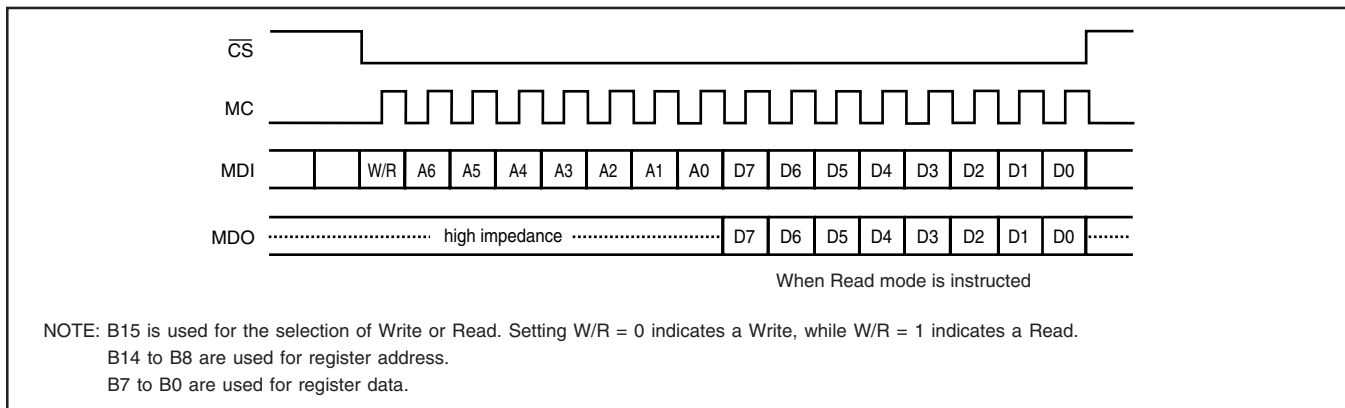 CS
MC
MDI W/R A6 A5 A4 A3 A2 A1 A0 D7 D6 D5 D4 D3 D2 D1 D0
MDO high impedance D7 D6 D5 D4 D3 D2 D1 D0
When Read mode is instructed
NOTE: B15 is used for the selection of Write or Read. Setting W/R = 0 indicates a Write, while W/R = 1 indicates a Read.
B14 to B8 are used for register address.
B7 to B0 are used for register data.